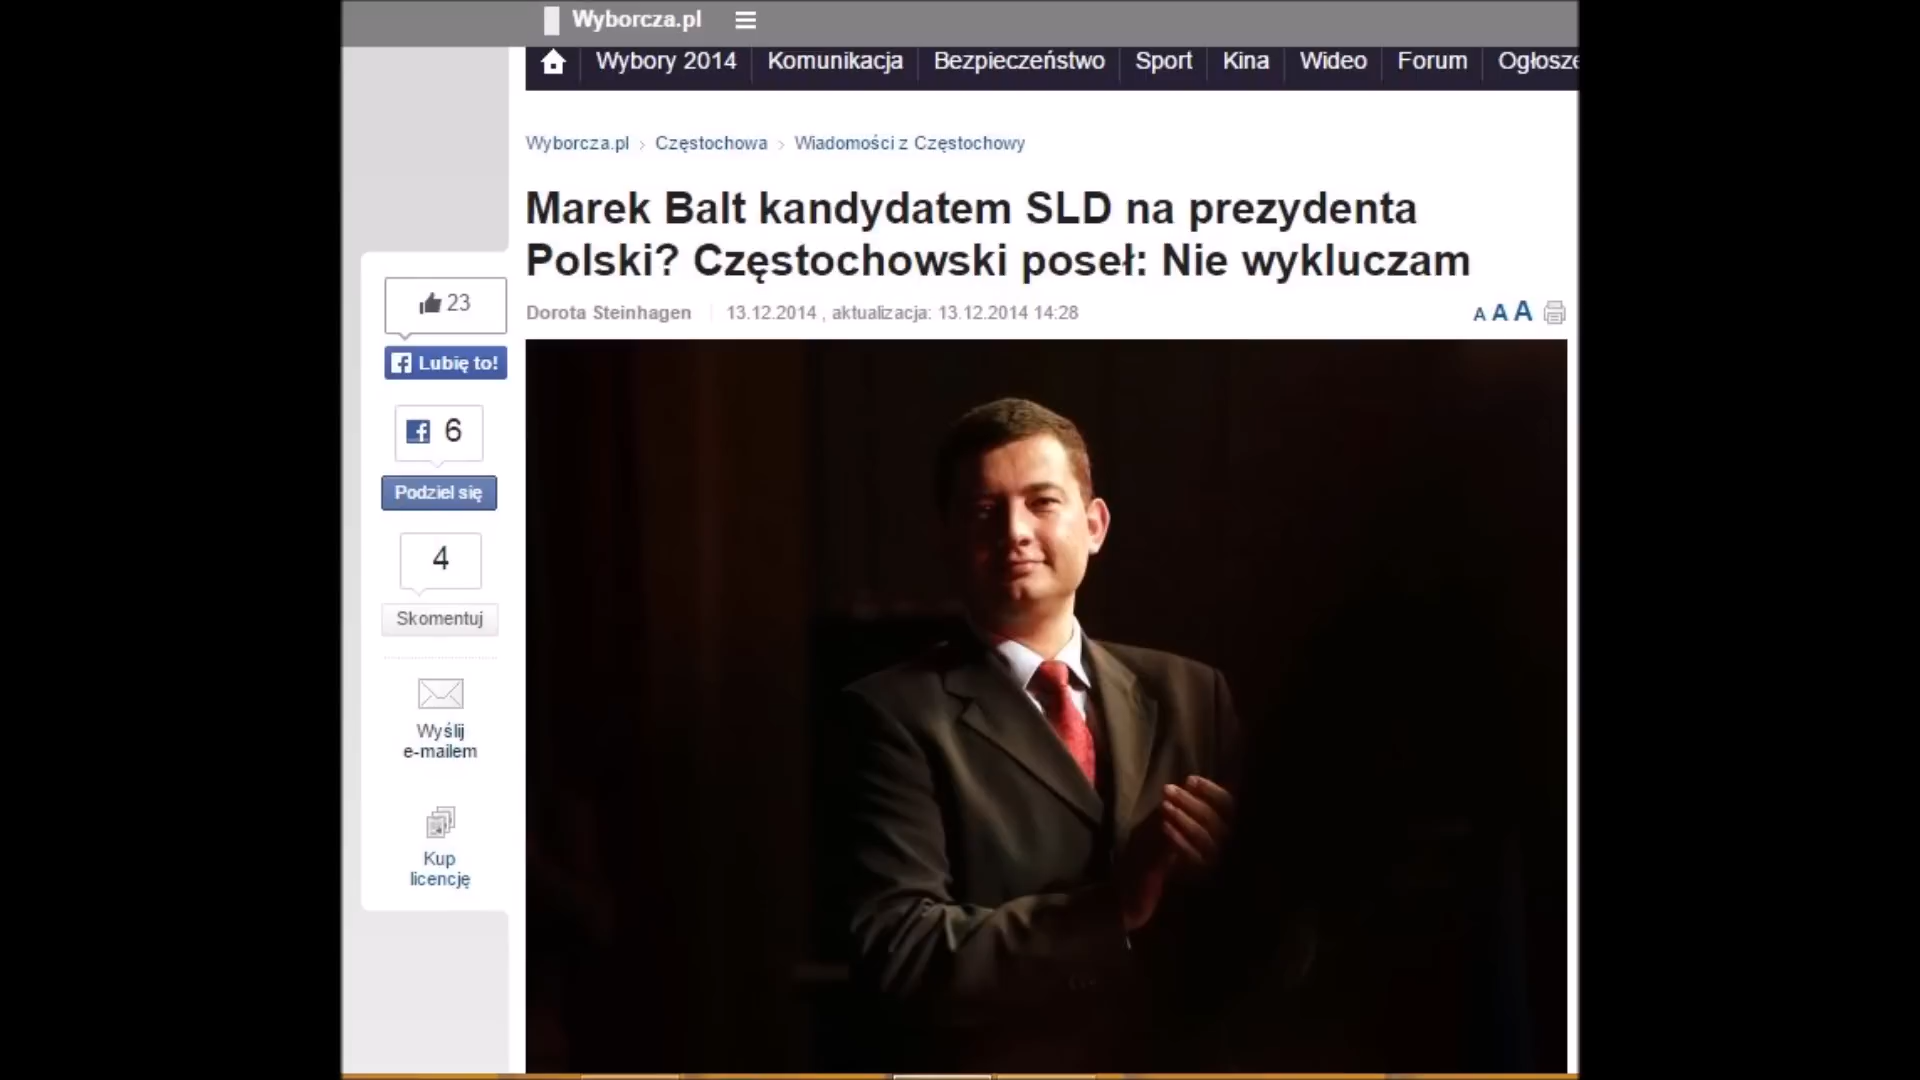 Wyborcza.pl
Wybory 2014 Komunikacja Bezpieczeństwo Sport Kina Wideo Forum
Wyborcza.pl › Częstochowa › Wiadomości z Częstochowy
Marek Balt kandydatem SLD na prezydenta
Polski? Częstochowski poseł: Nie wykluczam
Dorota Steinhagen 13.12.2014 , aktualizacja: 13.12.2014 14:28
A A A
23
Lubię to!
6
Podziel się
4
Skomentuj
Wyślij
e-mailem
Kup
licencję